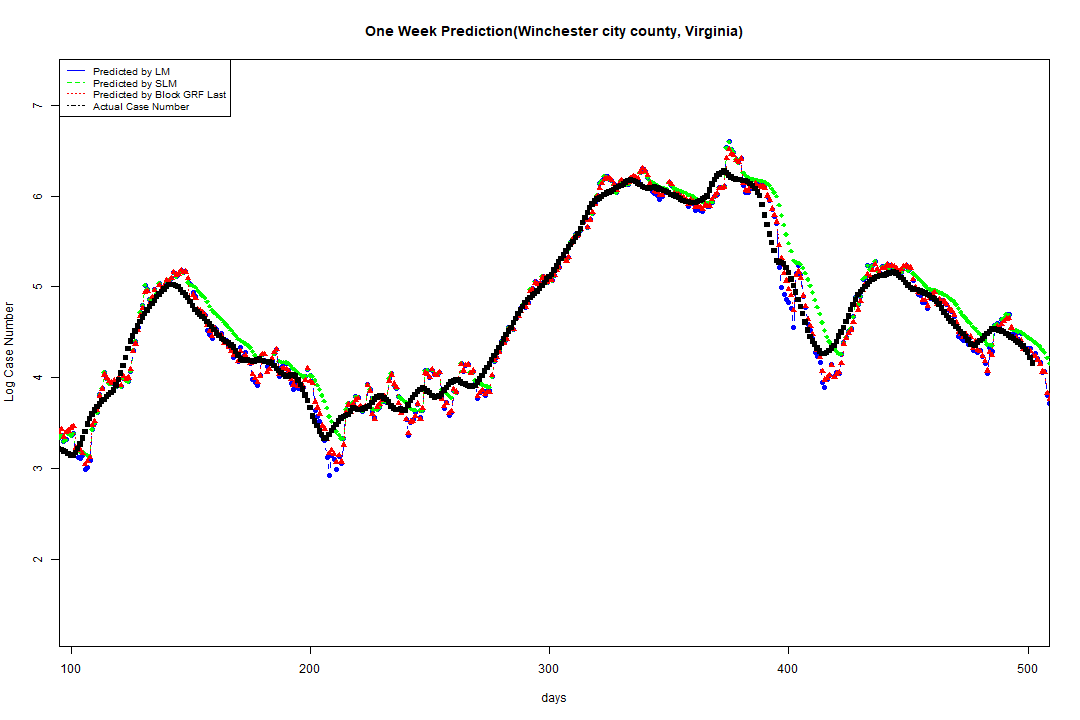 One Week Prediction(Winchester city county, Virginia)
Predicted by LM
Predicted by SLM
Predicted by Block GRF Last
Actual Case Number
7
6
5
4
3
2
Log Case Number
100 200 300 400 500
days